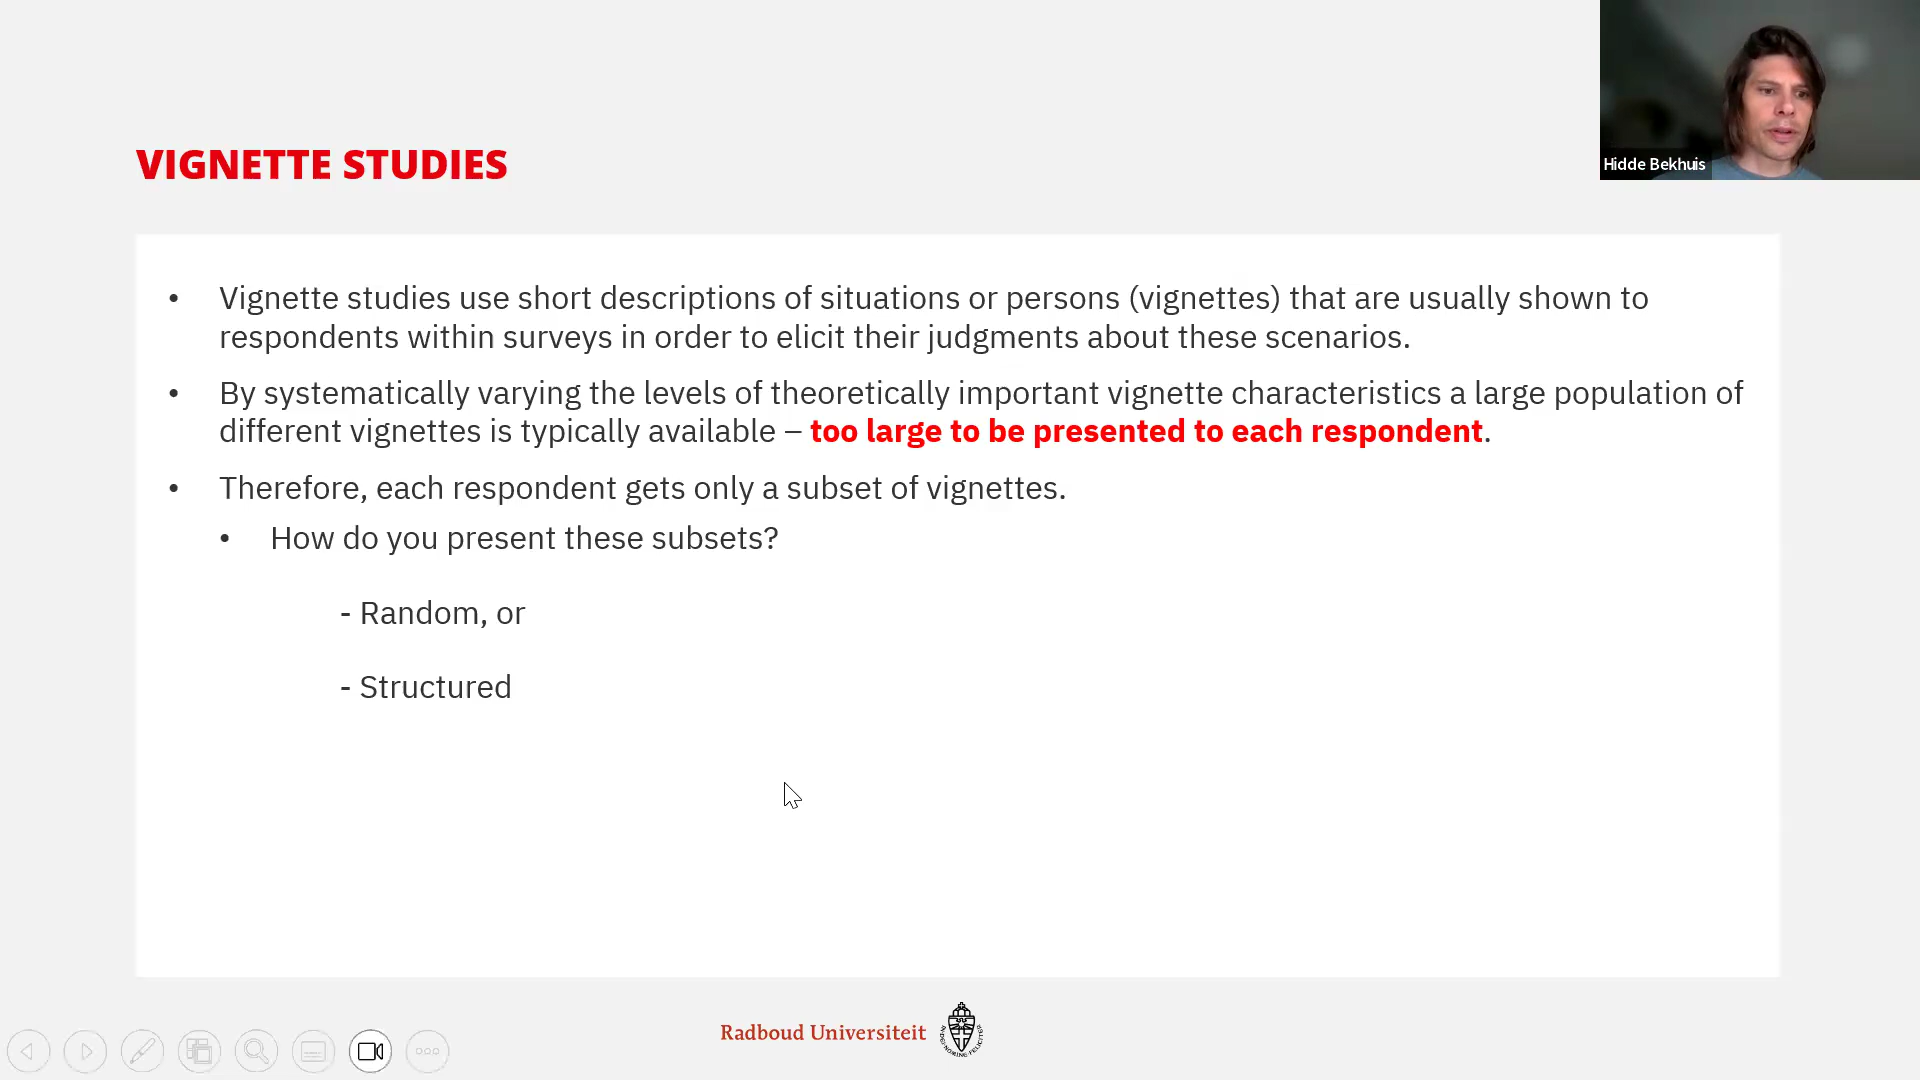 Hidde Bekhuis
VIGNETTE STUDIES
• Vignette studies use short descriptions of situations or persons (vignettes) that are usually shown to
respondents within surveys in order to elicit their judgments about these scenarios.
• By systematically varying the levels of theoretically important vignette characteristics a large population of
different vignettes is typically available – too large to be presented to each respondent.
• Therefore, each respondent gets only a subset of vignettes.
• How do you present these subsets?
- Random, or
- Structured
Radboud Universiteit